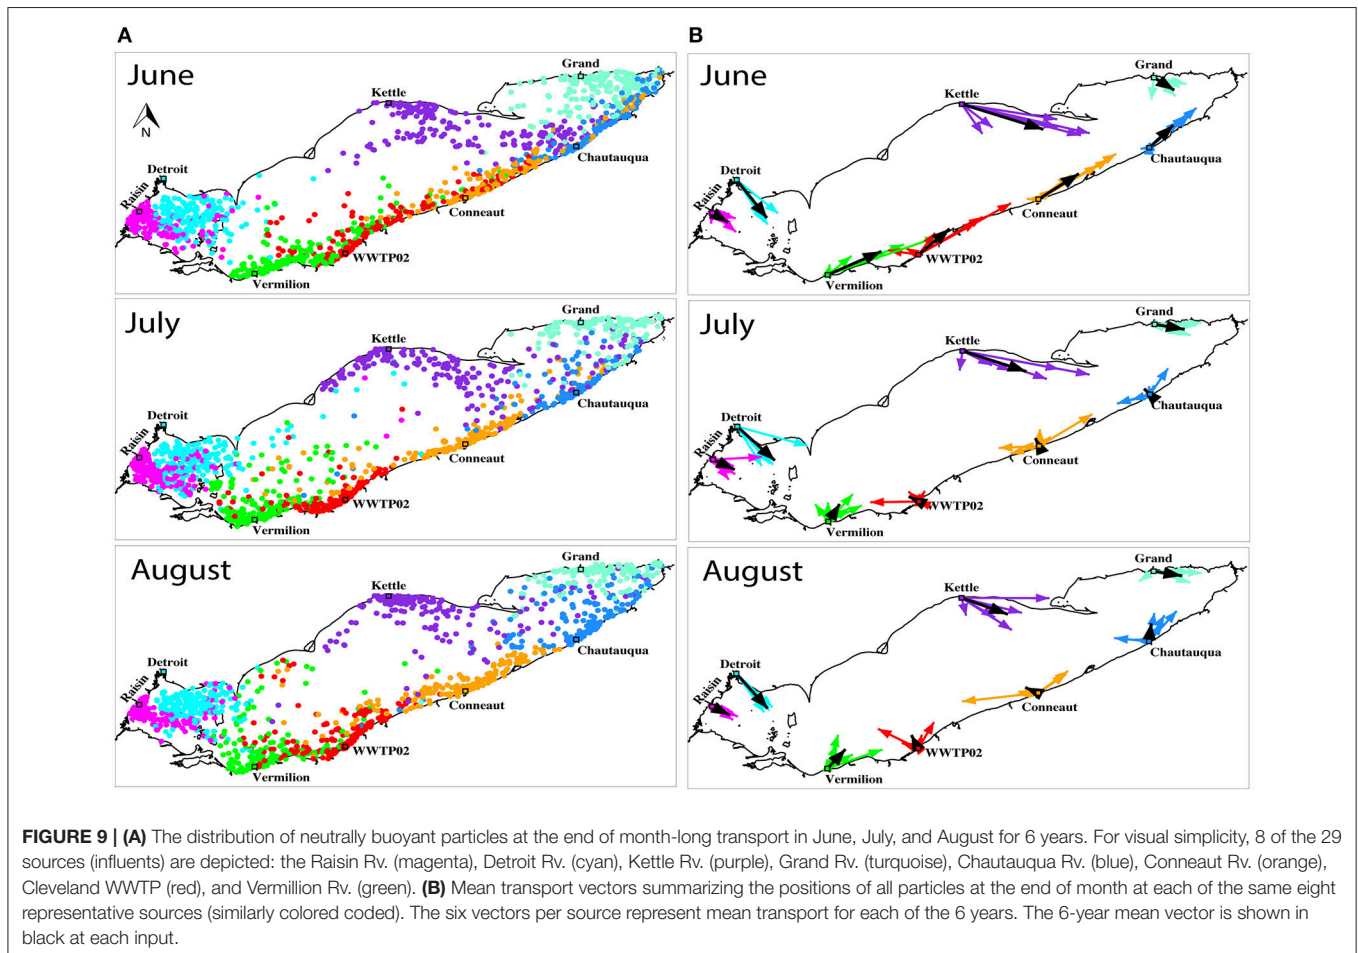 A
B
June
N
Grand
Kettle
Detroit
Raisin
Chautauqua
Conneaut
WWTP02
Vermilion
June
Grand
Kettle
Detroit
Raisin
Chautauqua
Conneaut
WWTP02
Vermilion
July
Grand
Kettle
Detroit
Raisin
Chautauqua
Conneaut
WWTP02
Vermilion
July
Grand
Kettle
Detroit
Raisin
Chautauqua
Conneaut
WWTP02
Vermilion
August
Grand
Kettle
Detroit
Raisin
Chautauqua
Conneaut
WWTP02
Vermilion
August
Grand
Kettle
Detroit
Raisin
Chautauqua
Conneaut
WWTP02
Vermilion
FIGURE 9 | (A) The distribution of neutrally buoyant particles at the end of month-long transport in June, July, and August for 6 years. For visual simplicity, 8 of the 29
sources (influents) are depicted: the Raisin Rv. (magenta), Detroit Rv. (cyan), Kettle Rv. (purple), Grand Rv. (turquoise), Chautauqua Rv. (blue), Conneaut Rv. (orange),
Cleveland WWTP (red), and Vermillion Rv. (green). (B) Mean transport vectors summarizing the positions of all particles at the end of month at each of the same eight
representative sources (similarly colored coded). The six vectors per source represent mean transport for each of the 6 years. The 6-year mean vector is shown in
black at each input.